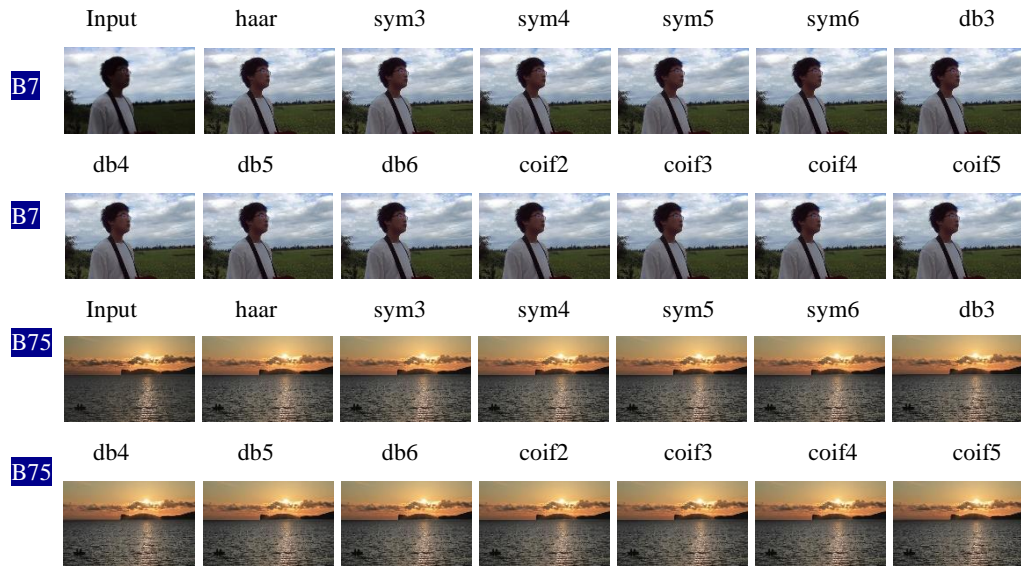 Input haar sym3 sym4 sym5 sym6 db3
B7
db4 db5 db6 coif2 coif3 coif4 coif5
B7
Input haar sym3 sym4 sym5 sym6 db3
B75
db4 db5 db6 coif2 coif3 coif4 coif5
B75